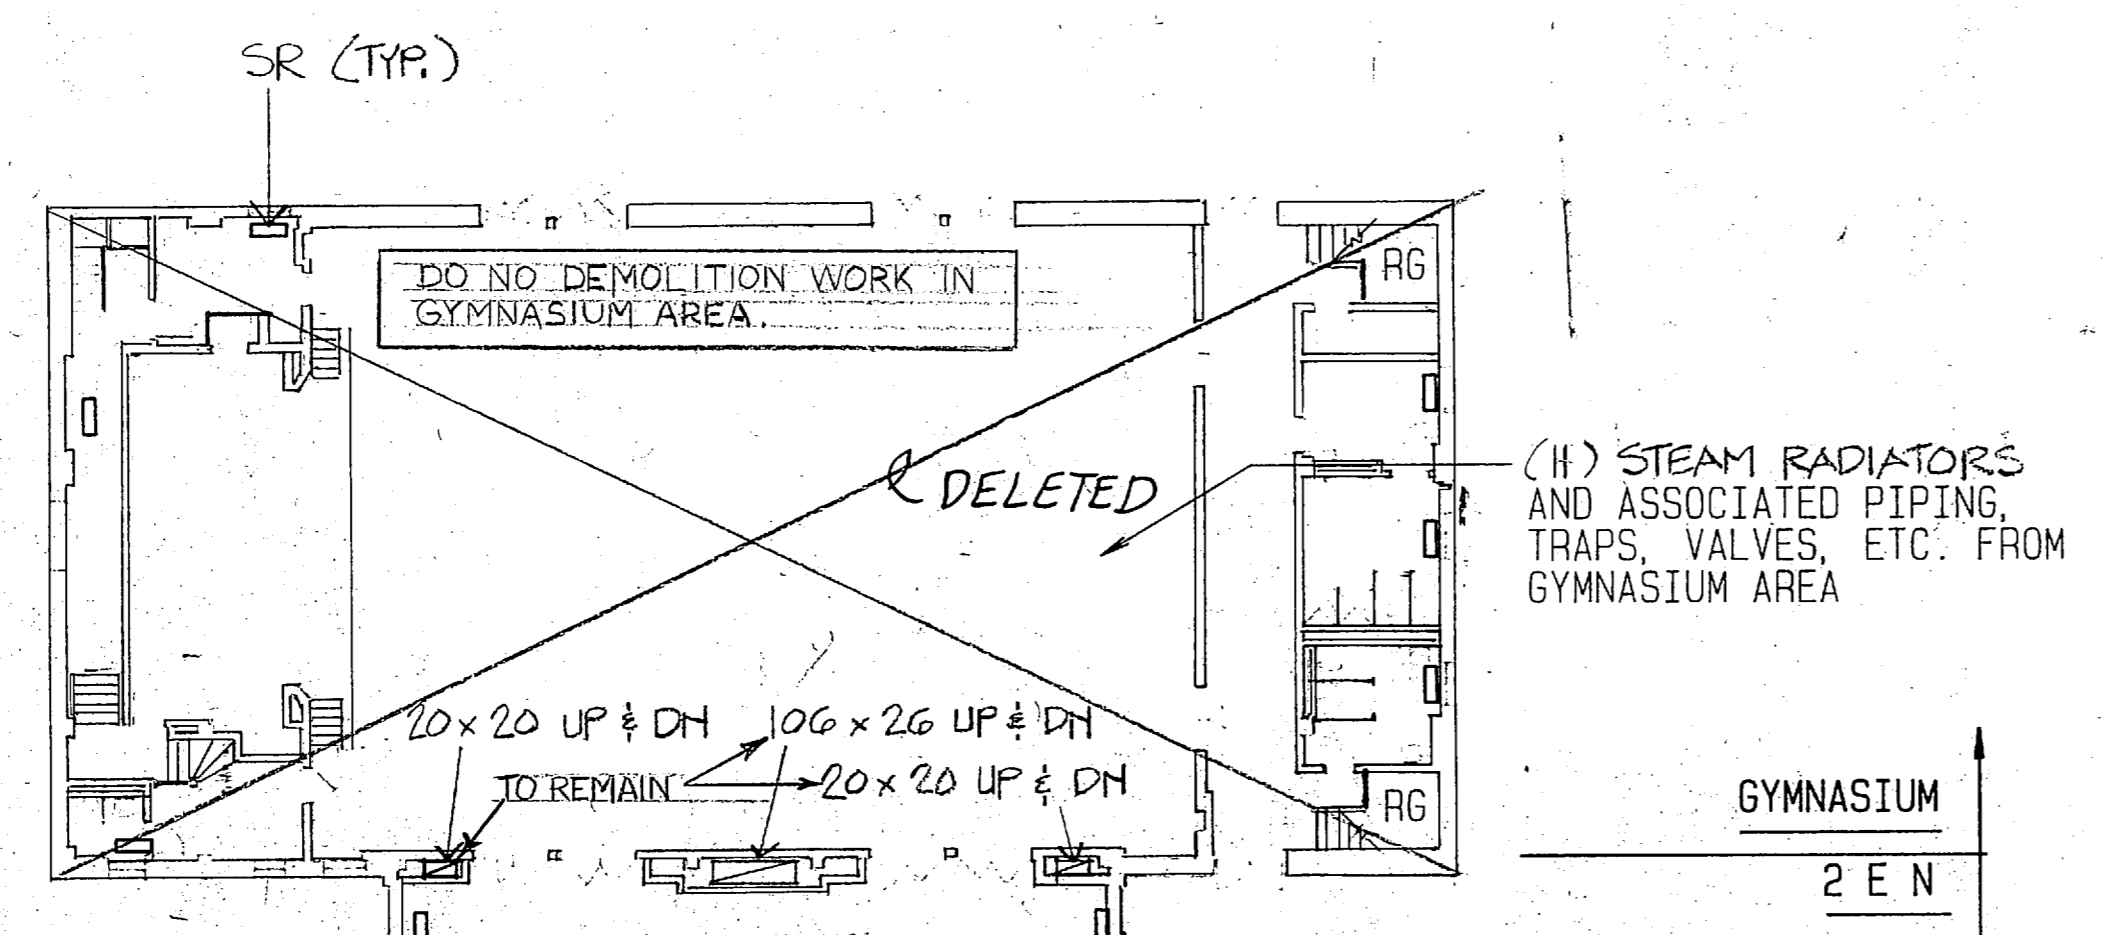 SR (TYP.)
DO NO DEMOLITION WORK IN
GYMNASIUM AREA.
RG
DELETED
(H) STEAM RADIATORS
AND ASSOCIATED PIPING,
TRAPS, VALVES, ETC. FROM
GYMNASIUM AREA
20 x 20 UP & DN
106 x 26 UP & DN
TO REMAIN
20 x 20 UP & DN
RG
GYMNASIUM
2 E N